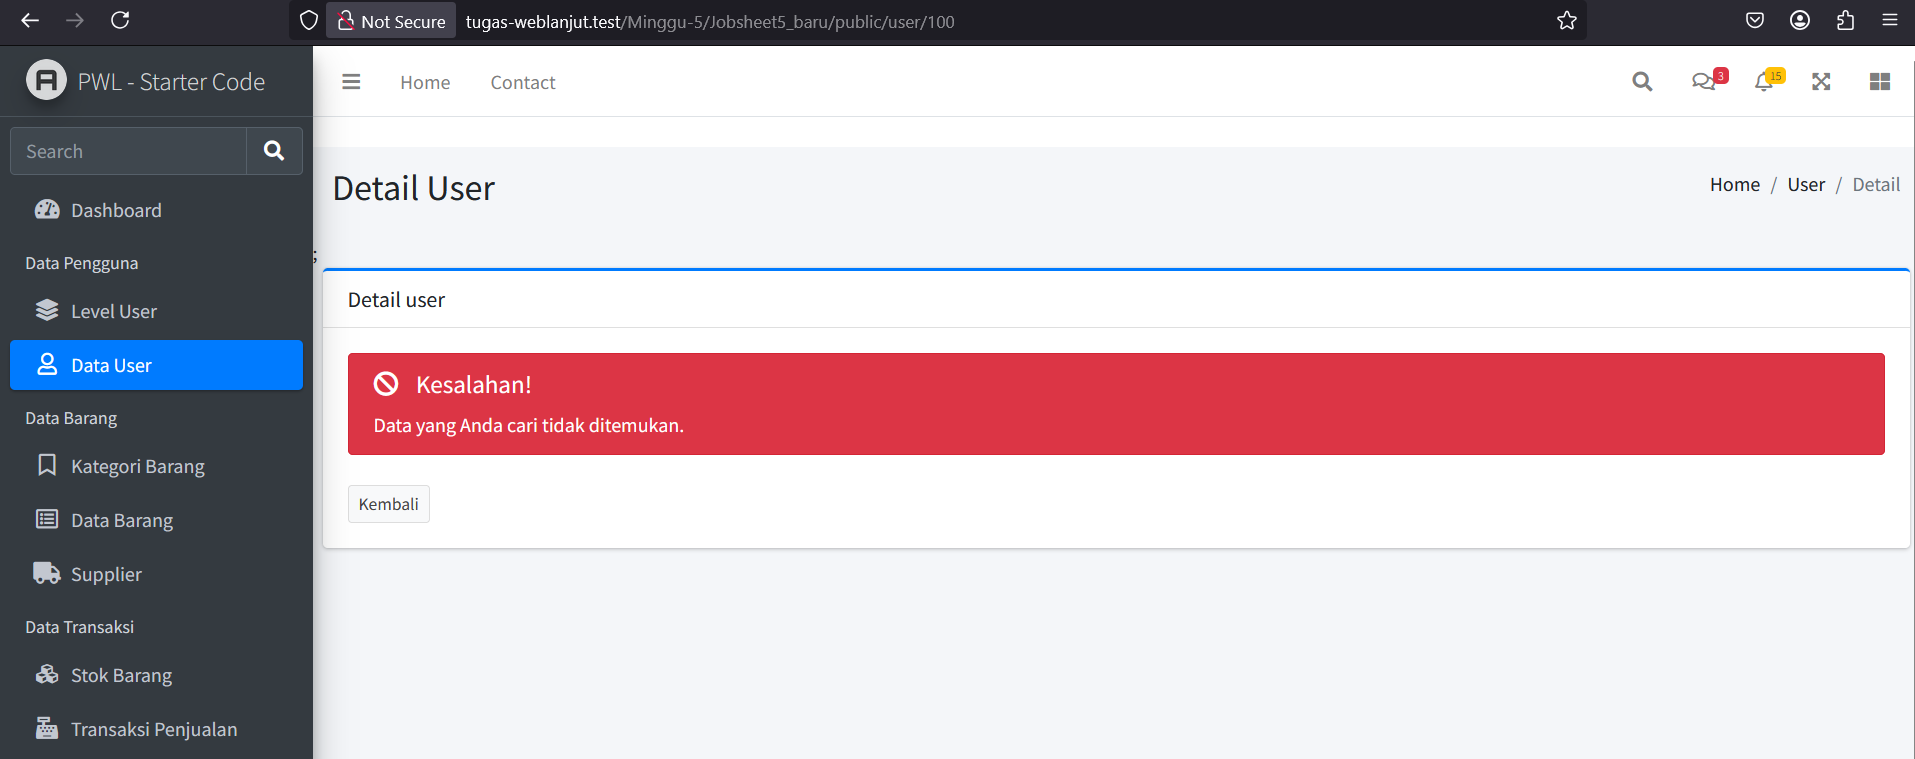 Not Secure tugas-weblanjut.test/Minggu-5/Jobsheet5_baru/public/user/100
PWL - Starter Code
Home Contact
3
15
Search
Dashboard
Data Pengguna
Level User
Data User
Data Barang
Kategori Barang
Data Barang
Supplier
Data Transaksi
Stok Barang
Transaksi Penjualan
Detail User
Home / User / Detail
;
Detail user
Kesalahan!
Data yang Anda cari tidak ditemukan.
Kembali